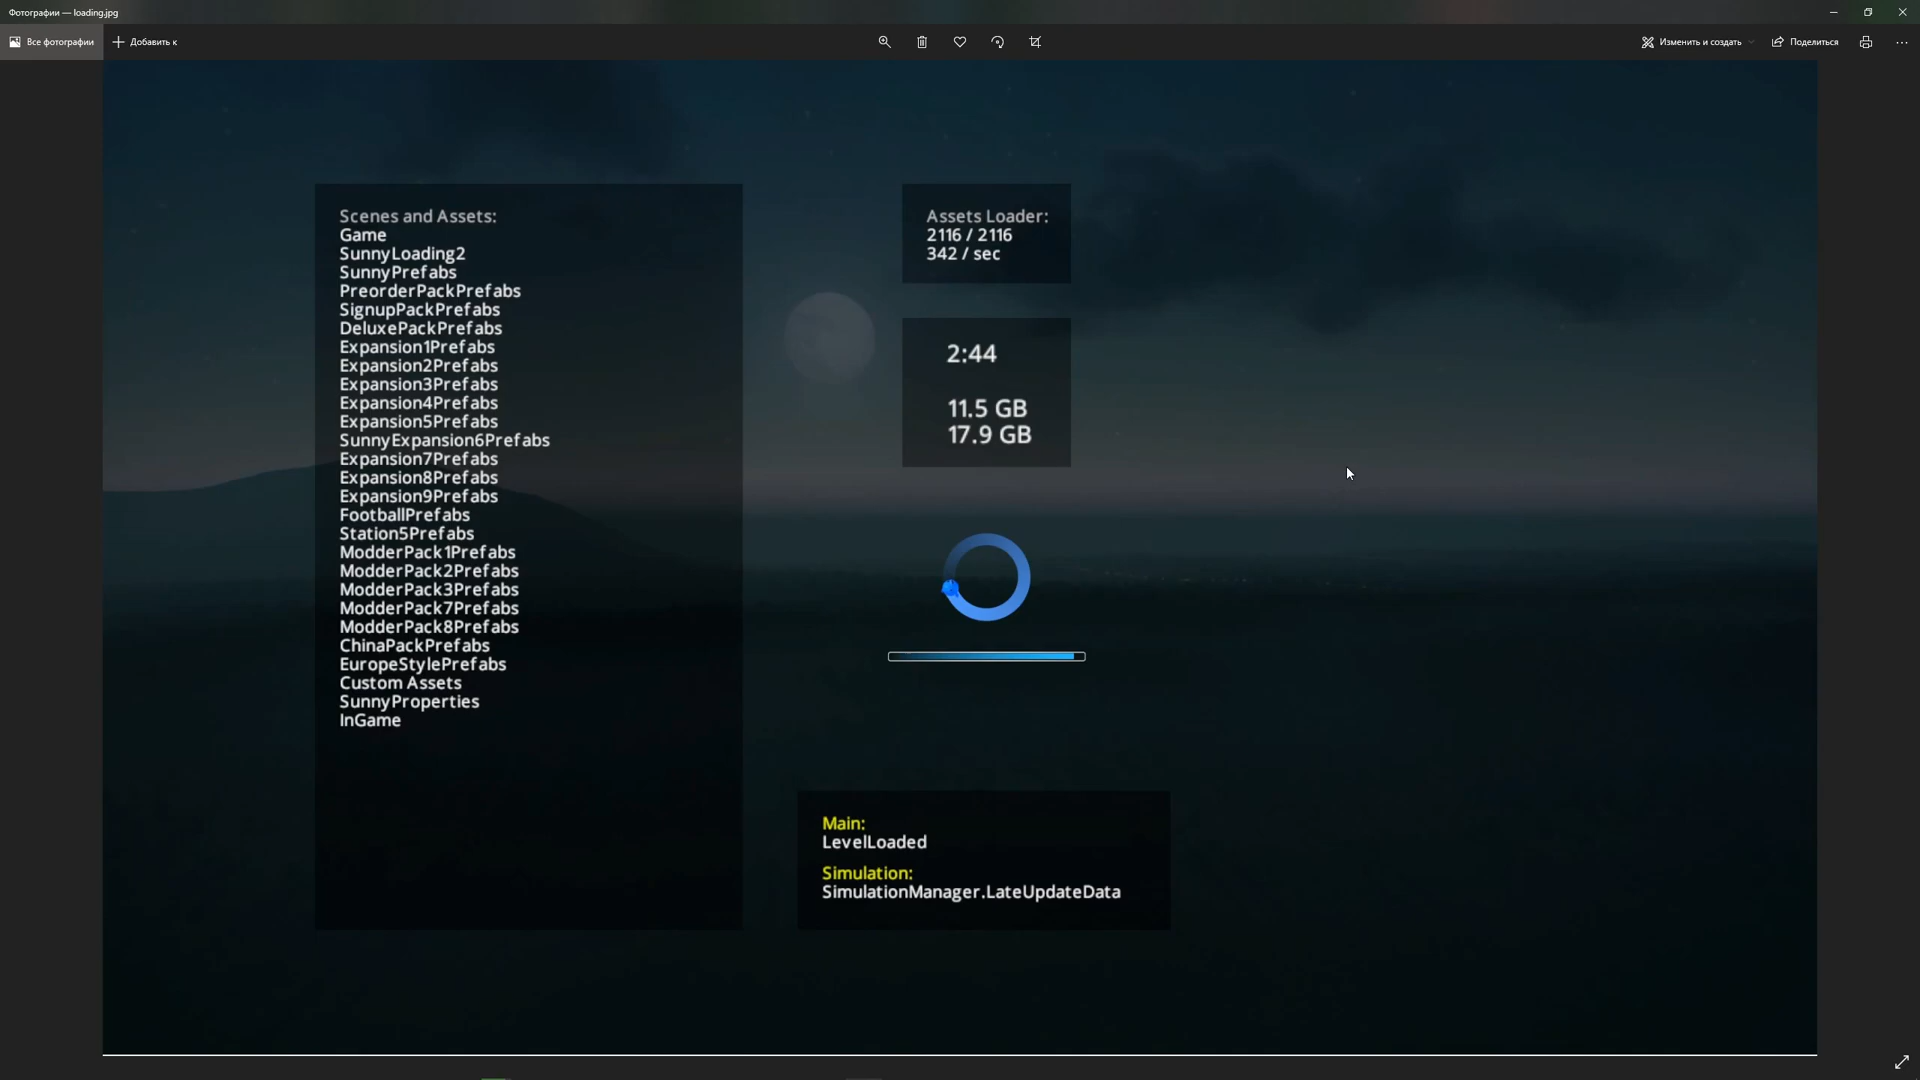 Фотографии — loading.jpg
Все фотографии
Добавить к
Изменить и создать
Поделиться
Scenes and Assets:
Game
SunnyLoading2
SunnyPrefabs
PreorderPackPrefabs
SignupPackPrefabs
DeluxePackPrefabs
Expansion1Prefabs
Expansion2Prefabs
Expansion3Prefabs
Expansion4Prefabs
Expansion5Prefabs
SunnyExpansion6Prefabs
Expansion7Prefabs
Expansion8Prefabs
Expansion9Prefabs
FootballPrefabs
Station5Prefabs
ModderPack1Prefabs
ModderPack2Prefabs
ModderPack3Prefabs
ModderPack7Prefabs
ModderPack8Prefabs
ChinaPackPrefabs
EuropeStylePrefabs
Custom Assets
SunnyProperties
InGame
Assets Loader:
2116 / 2116
342 / sec
2:44
11.5 GB
17.9 GB
Main:
LevelLoaded
Simulation:
SimulationManager.LateUpdateData